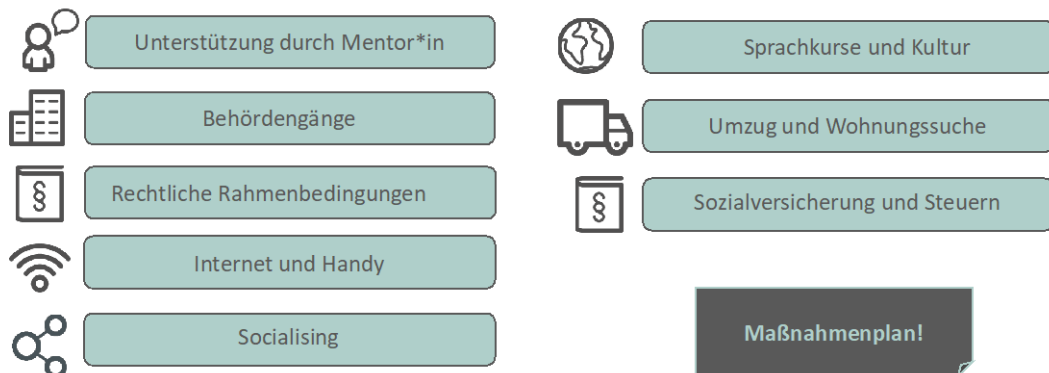 Unterstützung durch Mentor*in
Behördengänge
§
Rechtliche Rahmenbedingungen
Internet und Handy
Socialising
Sprachkurse und Kultur
Umzug und Wohnungssuche
§
Sozialversicherung und Steuern
Maßnahmenplan!